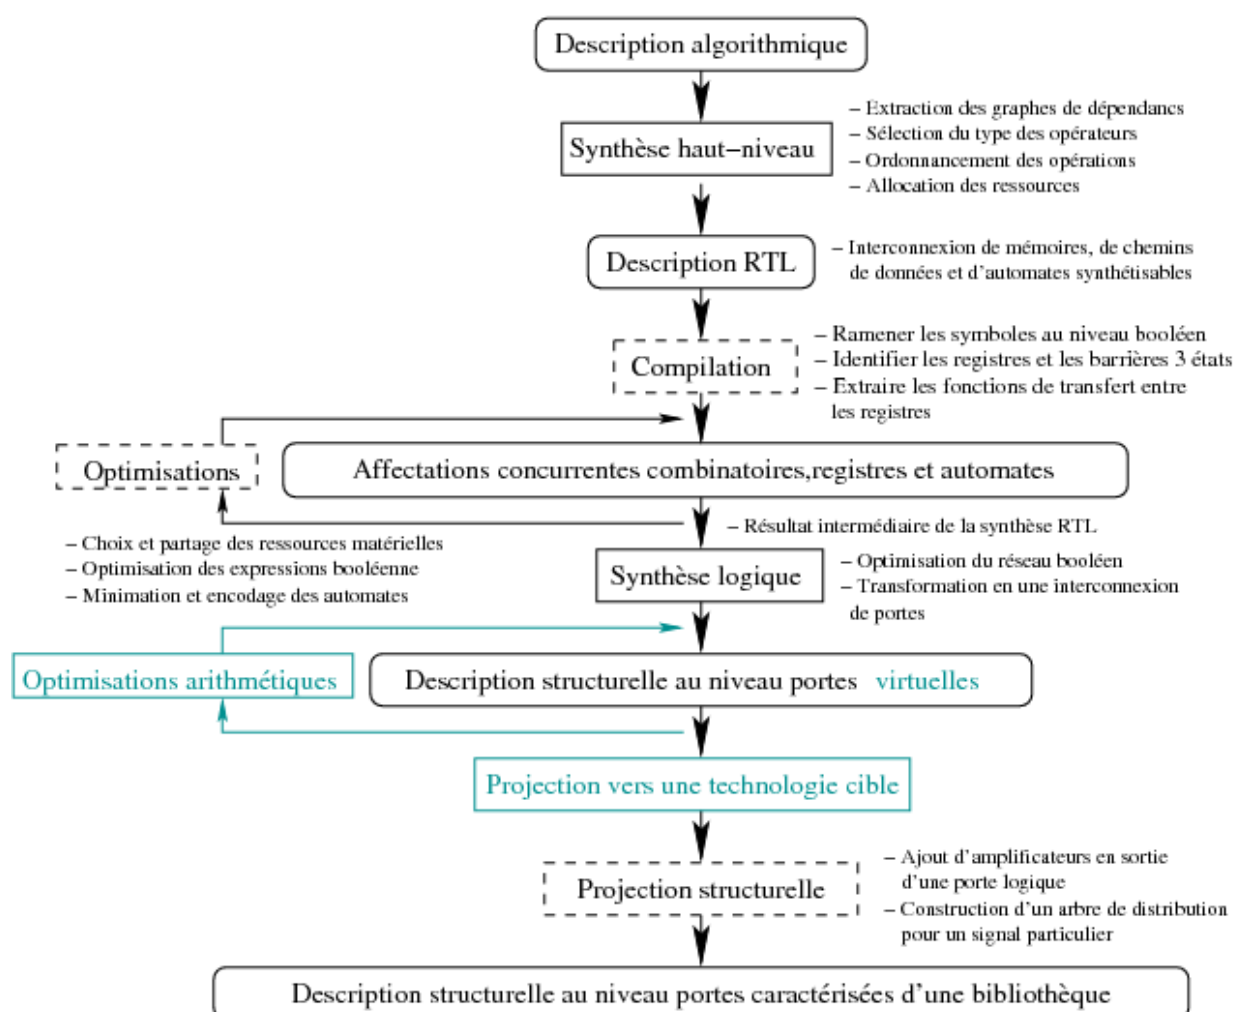 Description algorithmique
– Extraction des graphes de dépendancs
Synthèse haut–niveau
– Sélection du type des opérateurs
– Ordonnancement des opérations
– Allocation des ressources
Description RTL
– Interconnexion de mémoires, de chemins
de données et d'automates synthétisables
Compilation
– Ramener les symboles au niveau booléen
– Identifier les registres et les barrières 3 états
– Extraire les fonctions de transfert entre
les registres
Optimisations
Affectations concurrentes combinatoires,registres et automates
– Résultat intermédiaire de la synthèse RTL
– Choix et partage des ressources matérielles
– Optimisation des expressions booléenne
– Minimation et encodage des automates
Synthèse logique
– Optimisation du réseau booléen
– Transformation en une interconnexion
de portes
Optimisations arithmétiques
Description structurelle au niveau portes virtuelles
Projection vers une technologie cible
Projection structurelle
– Ajout d'amplificateurs en sortie
d'une porte logique
– Construction d'un arbre de distribution
pour un signal particulier
Description structurelle au niveau portes caractérisées d'une bibliothèque